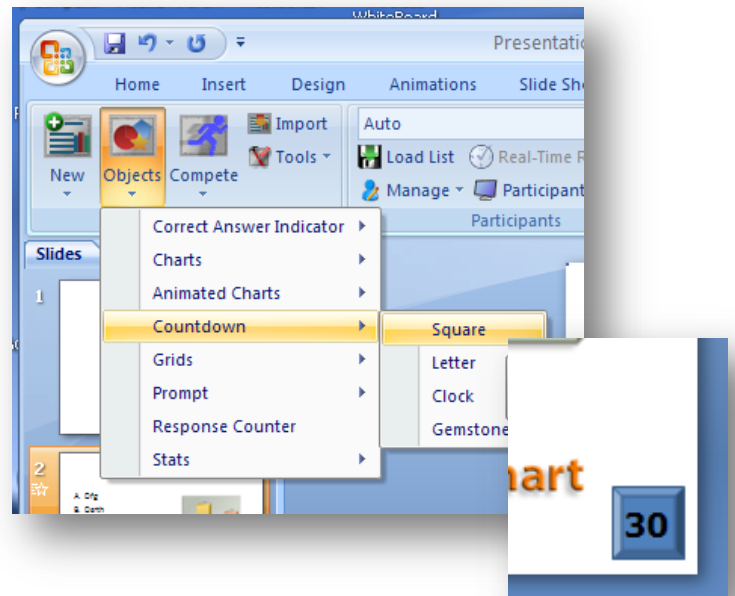 WhiteBoard
Presentatio
Home Insert Design Animations Slide Sh
New Objects Compete
Import
Tools
Auto
Load List Real-Time R
Manage Participant
Participants
Slides
Correct Answer Indicator
Charts
Animated Charts
Countdown
Grids
Prompt
Response Counter
Stats
Square
Letter
Clock
Gemstone
1
2
A. Dfg
hart
30